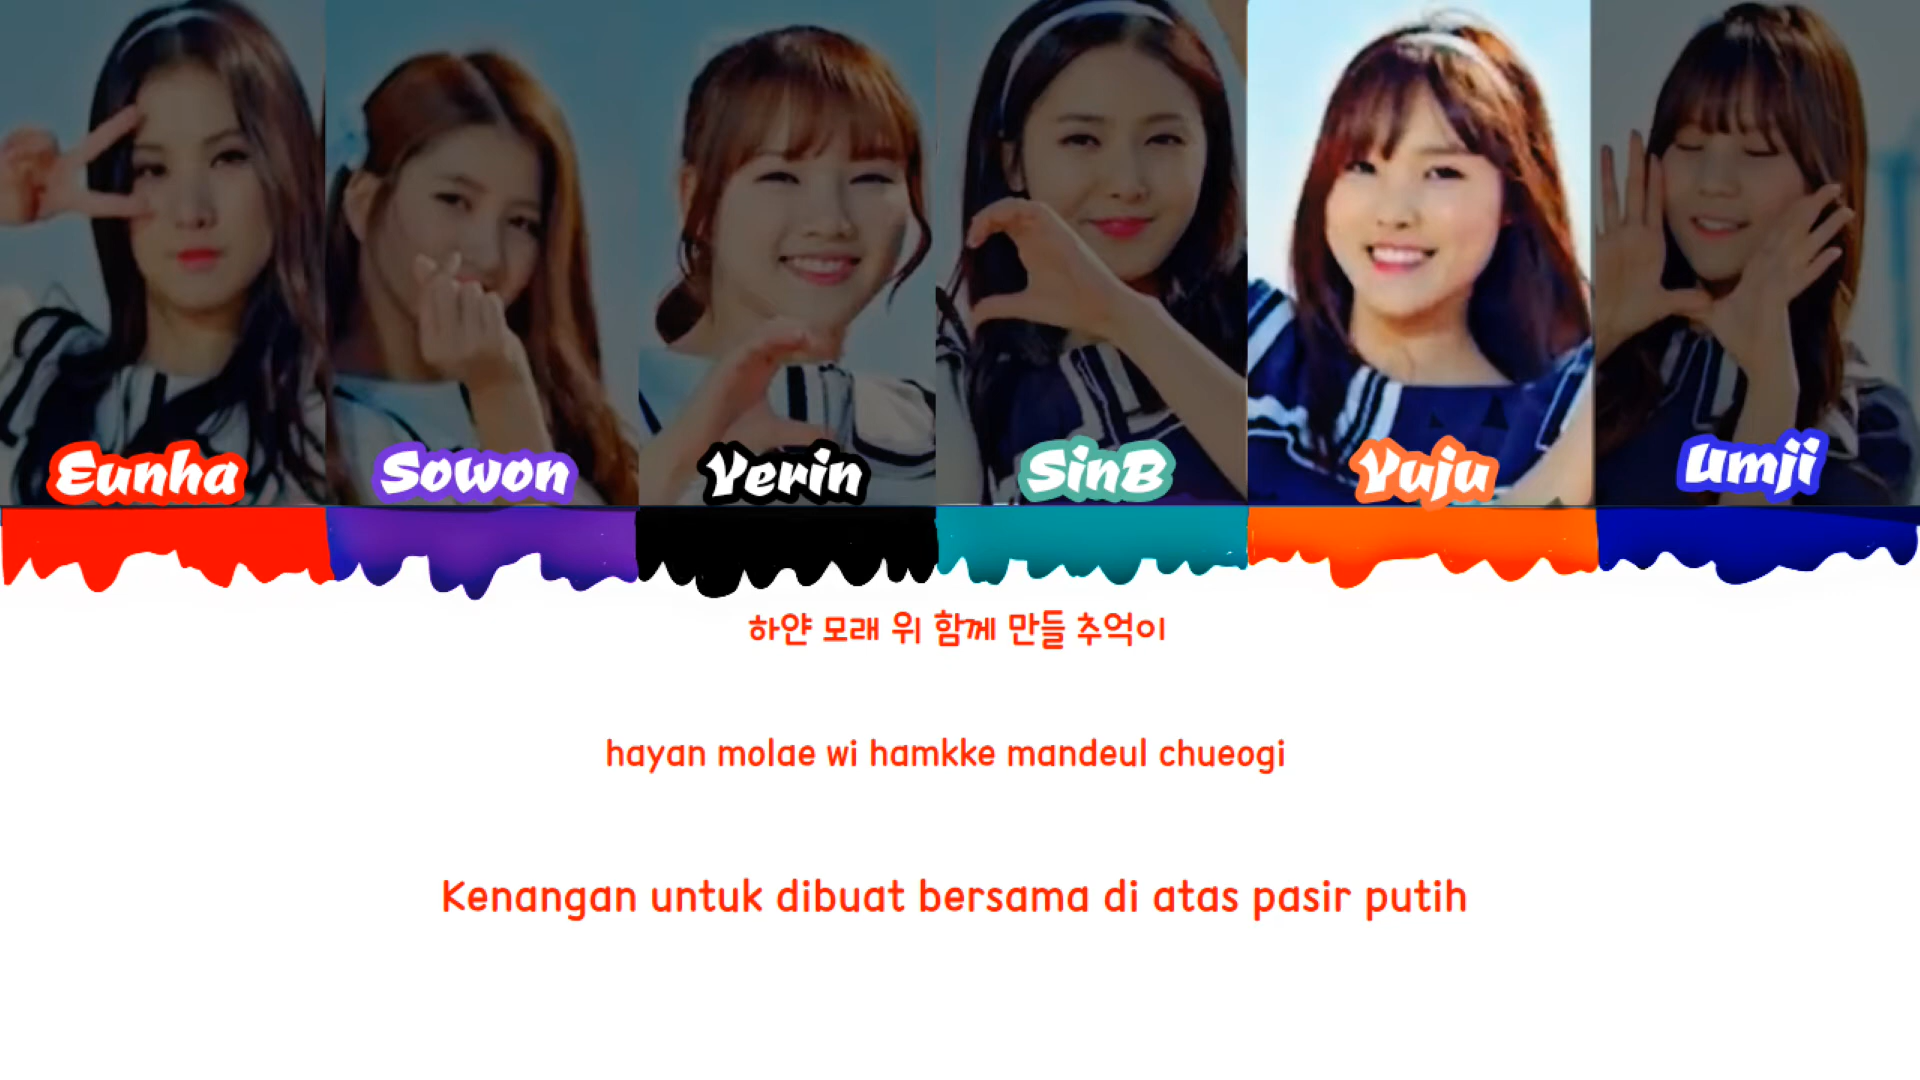 Eunha
Sowon
Yerin
SinB
Yuju
Umji
하얀 모래 위 함께 만들 추억이
hayan molae wi hamkke mandeul chueogi
Kenangan untuk dibuat bersama di atas pasir putih